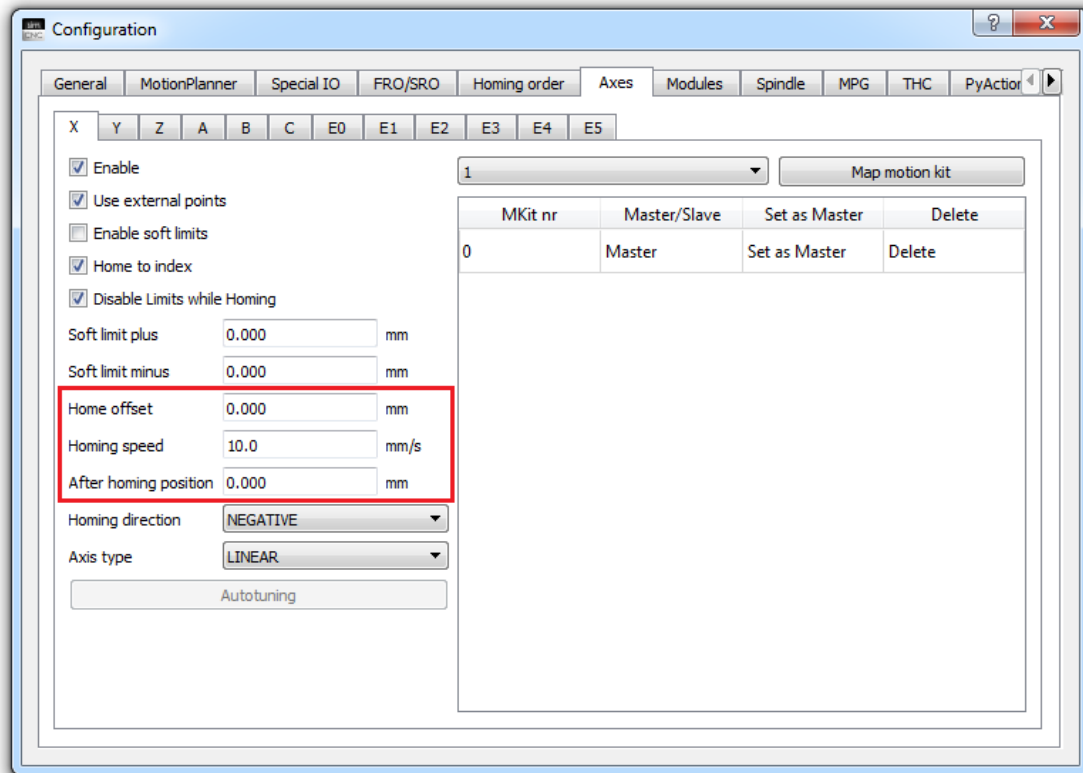 sim
CNC
Configuration
General MotionPlanner Special IO FRO/SRO Homing order Axes Modules Spindle MPG THC PyAction
X Y Z A B C E0 E1 E2 E3 E4 E5
Enable
1 Map motion kit
Use external points
MKit nr Master/Slave Set as Master Delete
Enable soft limits
0 Master Set as Master Delete
Home to index
Disable Limits while Homing
Soft limit plus 0.000 mm
Soft limit minus 0.000 mm
Home offset 0.000 mm
Homing speed 10.0 mm/s
After homing position 0.000 mm
Homing direction NEGATIVE
Axis type LINEAR
Autotuning